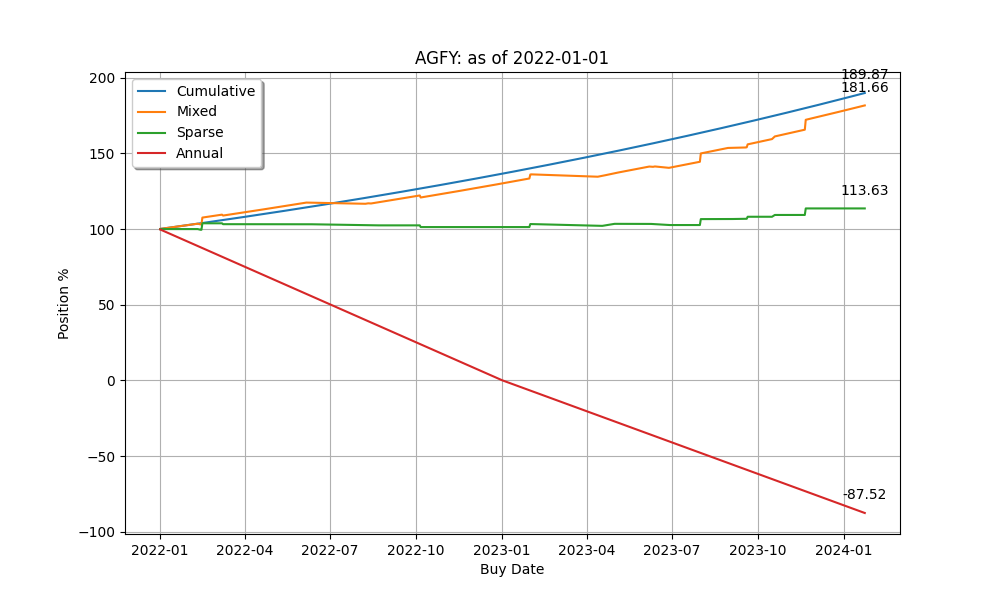 AGFY: as of 2022-01-01
189.87
181.66
113.63
-87.52
Cumulative
Mixed
Sparse
Annual
200
150
100
50
0
−50
−100
Position %
2022-01 2022-04 2022-07 2022-10 2023-01 2023-04 2023-07 2023-10 2024-01
Buy Date